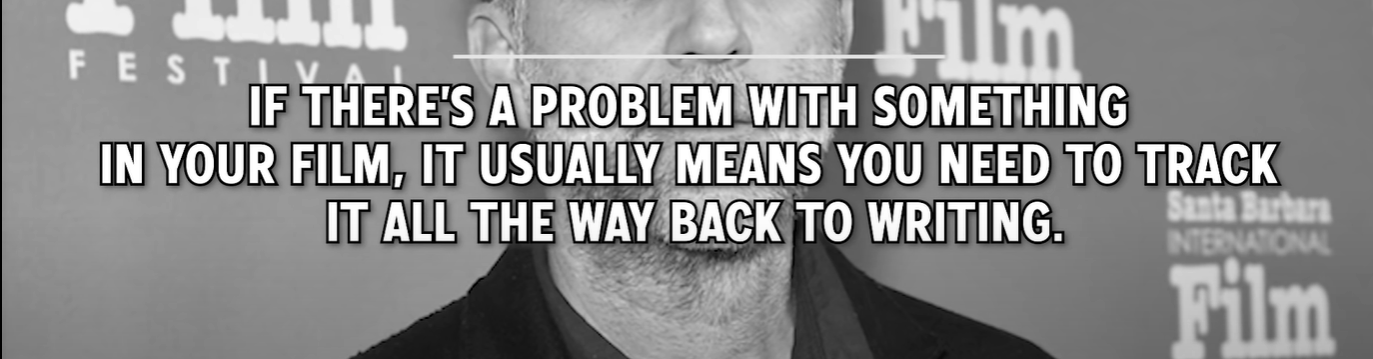 Film
FESTIVAL
Film
IF THERE'S A PROBLEM WITH SOMETHING
IN YOUR FILM, IT USUALLY MEANS YOU NEED TO TRACK
IT ALL THE WAY BACK TO WRITING.
Santa Barbara
INTERNATIONAL
Film